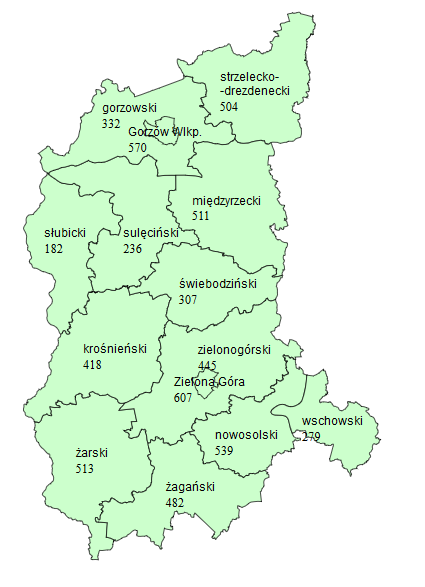 strzelecko-
-drezdenecki
504
gorzowski
332
Gorzów Wlkp.
570
międzyrzecki
511
słubicki
182
sulęciński
236
świebodziński
307
krośnieński
418
zielonogórski
445
Zielona Góra
607
wschowski
279
nowosolski
539
żarski
513
żagański
482